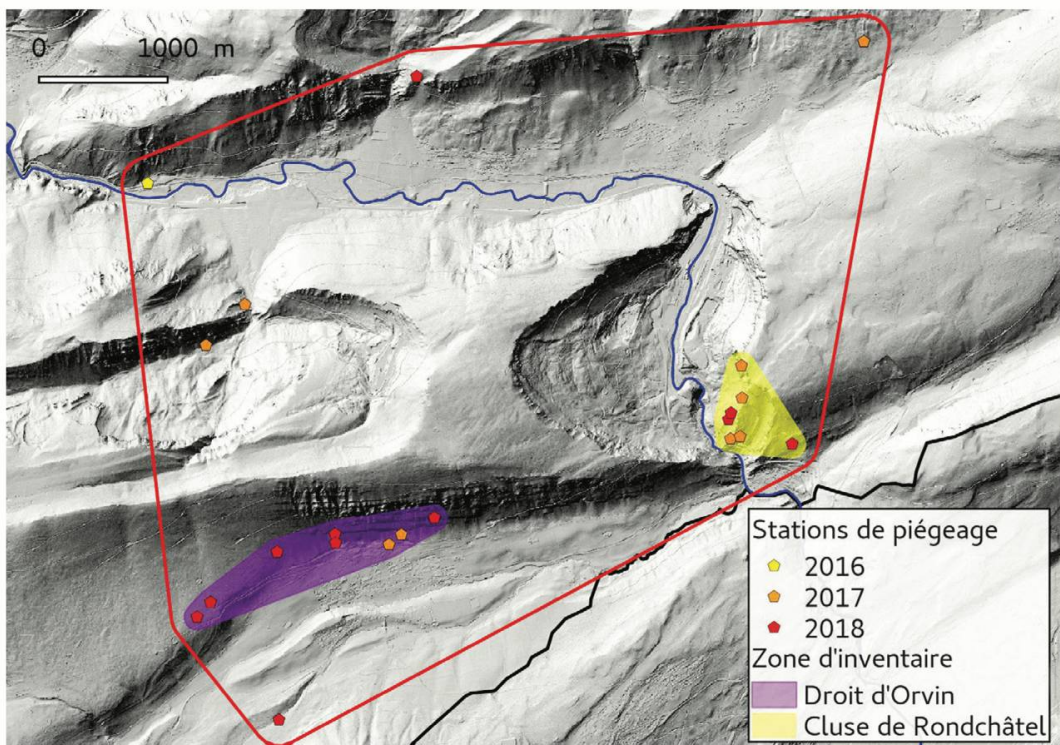 0 1000 m
Stations de piégeage
2016
2017
2018
Zone d'inventaire
Droit d'Orvin
Cluse de Rondchâtel